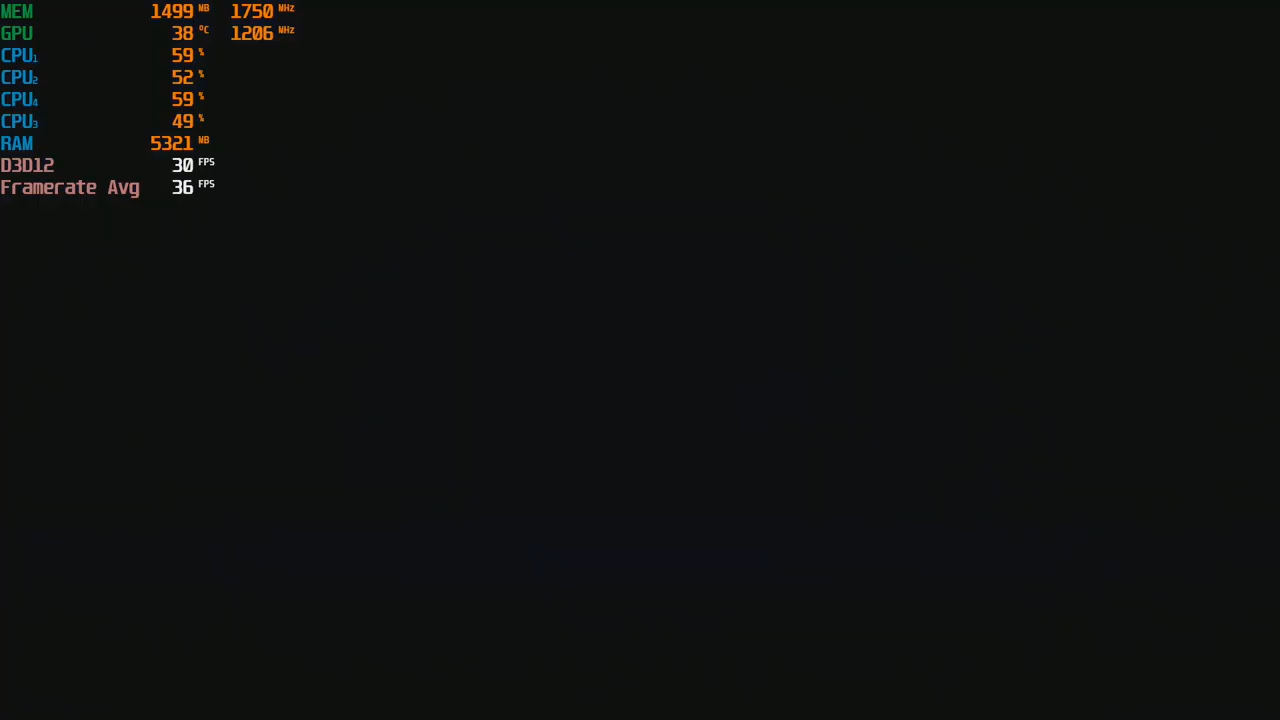 MEM 1499 MB 1750 MHz
GPU 38 °C 1206 MHz
CPU1 59 %
CPU2 52 %
CPU4 59 %
CPU3 49 %
RAM 5321 MB
D3D12 30 FPS
Framerate Avg 36 FPS